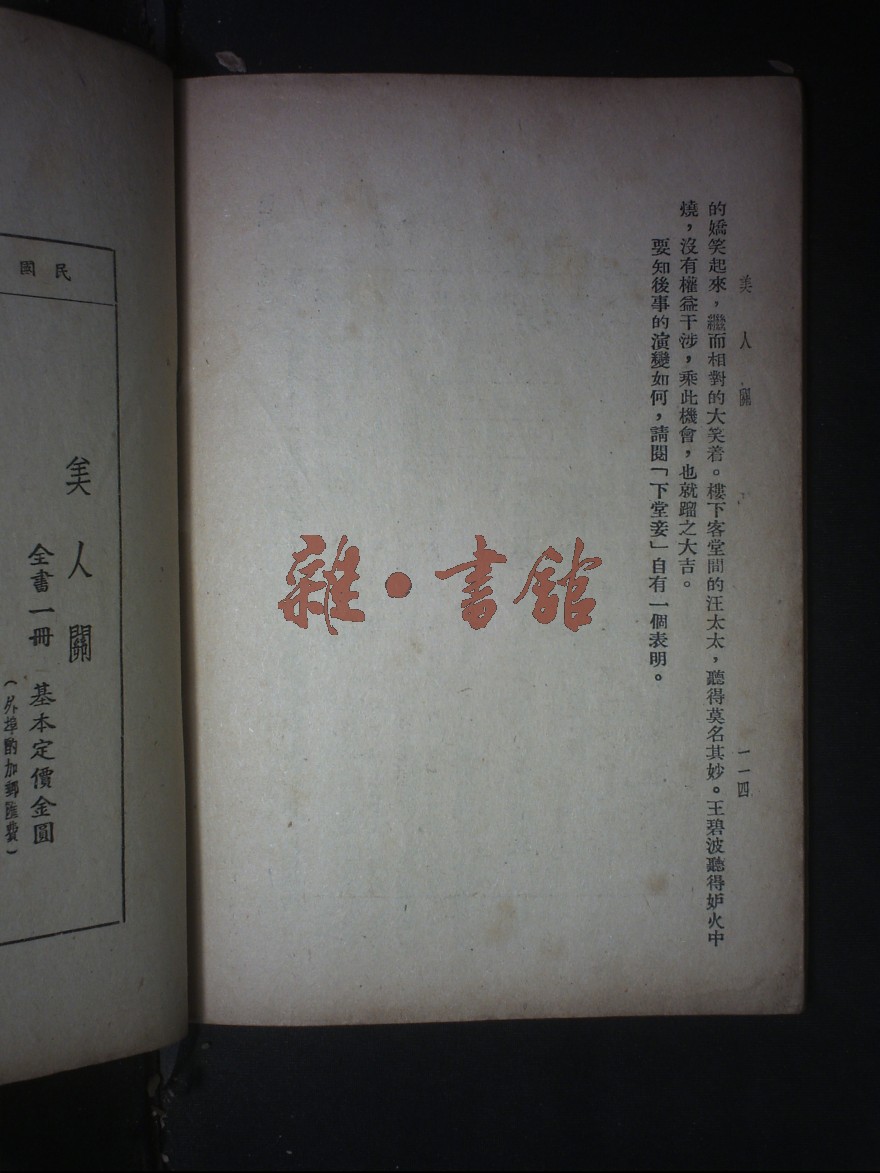 美人關
一一四
的嬌笑起來，繼而相對的大笑着。樓下客堂間的汪太太，聽得莫名其妙。王碧波聽得妒火中
燒，沒有權益干涉，乘此機會，也就蹓之大吉。
要知後事的演變如何，請閱「下堂妾」自有一個表明。
雜·書館
民國
美人關
全書一冊 基本定價金圓
（外埠酌加郵匯費）